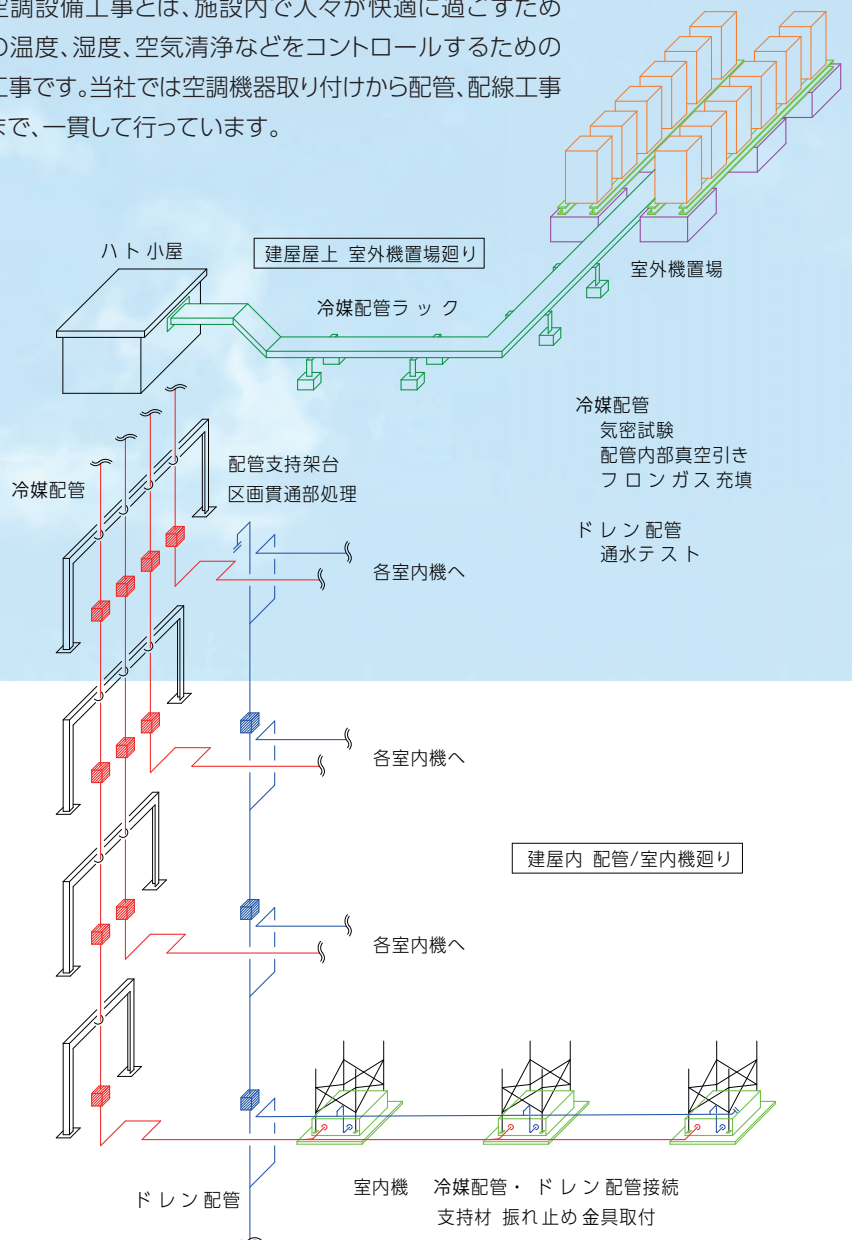 空調設備工事とは、施設内で人々が快適に過ごすため
の温度、湿度、空気清浄などをコントロールするための
工事です。当社では空調機器取り付けから配管、配線工事
まで、一貫して行っています。
ハト小屋
建屋屋上 室外機置場廻り
室外機置場
冷媒配管ラック
冷媒配管
気密試験
配管内部真空引き
フロンガス充填
ドレン配管
通水テスト
冷媒配管
配管支持架台
区画貫通部処理
各室内機へ
各室内機へ
建屋内 配管/室内機廻り
各室内機へ
ドレン配管
室内機 冷媒配管・ドレン配管接続
支持材 振れ止め金具取付